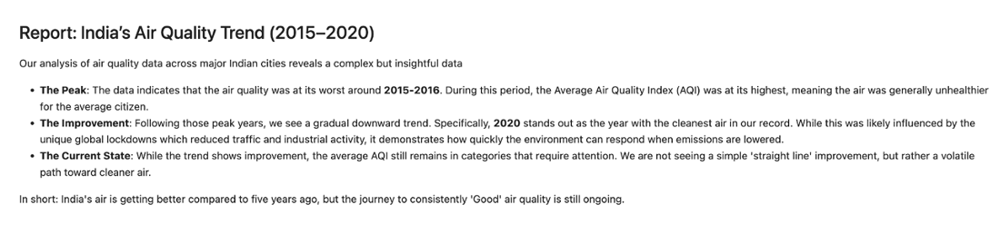 Report: India's Air Quality Trend (2015–2020)
Our analysis of air quality data across major Indian cities reveals a complex but insightful data
• The Peak: The data indicates that the air quality was at its worst around 2015-2016. During this period, the Average Air Quality Index (AQI) was at its highest, meaning the air was generally unhealthier
for the average citizen.
• The Improvement: Following those peak years, we see a gradual downward trend. Specifically, 2020 stands out as the year with the cleanest air in our record. While this was likely influenced by the
unique global lockdowns which reduced traffic and industrial activity, it demonstrates how quickly the environment can respond when emissions are lowered.
• The Current State: While the trend shows improvement, the average AQI still remains in categories that require attention. We are not seeing a simple 'straight line' improvement, but rather a volatile
path toward cleaner air.
In short: India's air is getting better compared to five years ago, but the journey to consistently 'Good' air quality is still ongoing.